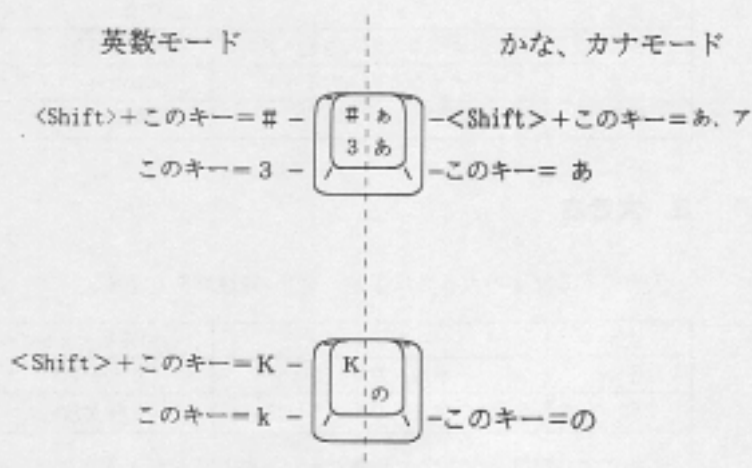 英数モード　かな、カナモード
<Shift>+このキー=#　# ぁ　<Shift>+このキー=ぁ、ァ
このキー=3　3 あ　このキー= あ
<Shift>+このキー=K　K
の
このキー=k　このキー=の